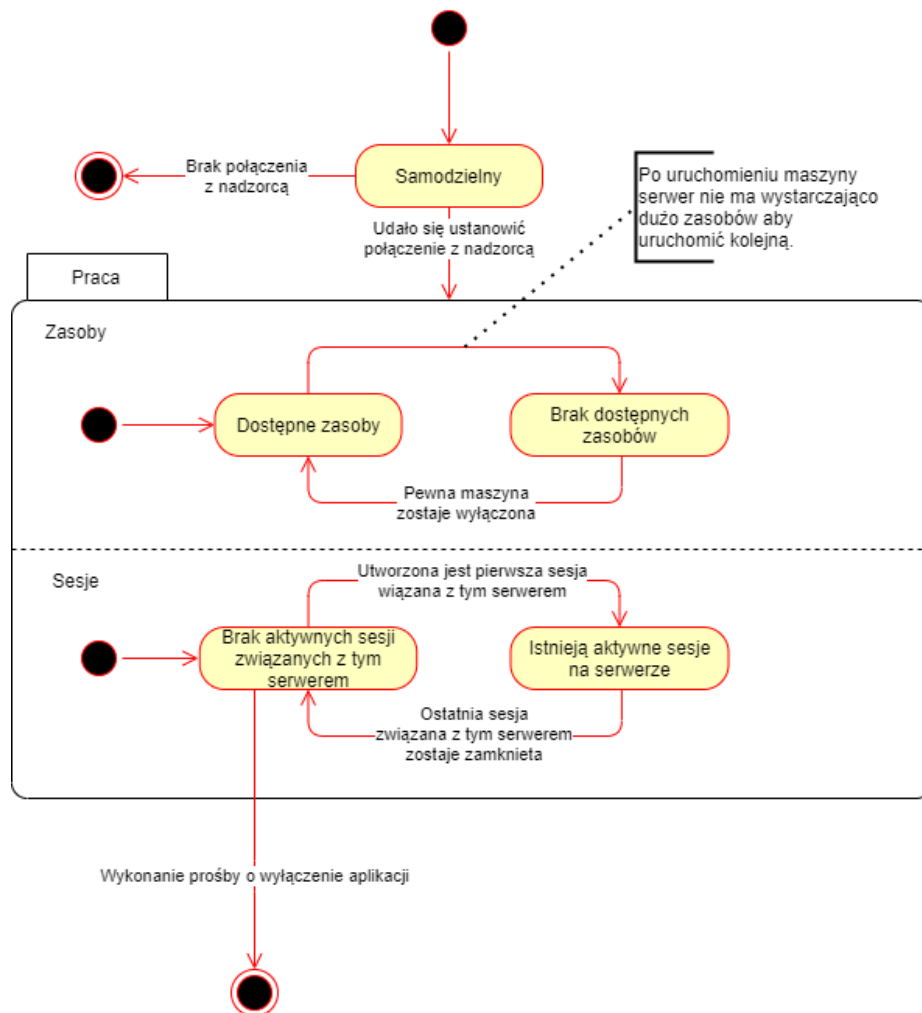 Brak połączenia
z nadzorcą
Samodzielny
Po uruchomieniu maszyny
serwer nie ma wystarczająco
dużo zasobów aby
uruchomić kolejną.
Udało się ustanowić
połączenie z nadzorcą
Praca
Zasoby
Dostępne zasoby
Brak dostępnych
zasobów
Pewna maszyna
zostaje wyłączona
Sesje
Utworzona jest pierwsza sesja
wiązana z tym serwerem
Brak aktywnych sesji
związanych z tym
serwerem
Istnieją aktywne sesje
na serwerze
Ostatnia sesja
związana z tym serwerem
zostaje zamknieta
Wykonanie prośby o wyłączenie aplikacji